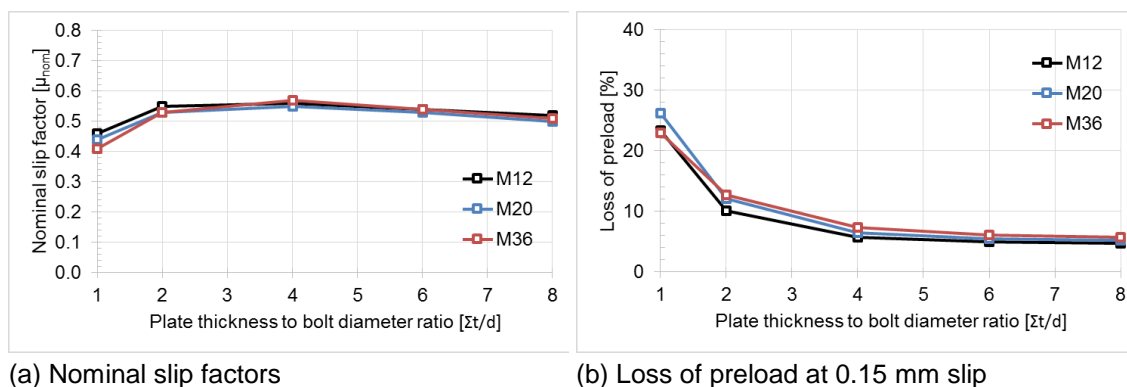 0.8
0.7
0.6
0.5
0.4
0.3
0.2
0.1
0.0
Nominal slip factor [μnom]
M12
M20
M36
1 2 3 4 5 6 7 8
Plate thickness to bolt diameter ratio [Σt/d]
(a) Nominal slip factors
40
30
20
10
0
Loss of preload [%]
M12
M20
M36
1 2 3 4 5 6 7 8
Plate thickness to bolt diameter ratio [Σt/d]
(b) Loss of preload at 0.15 mm slip